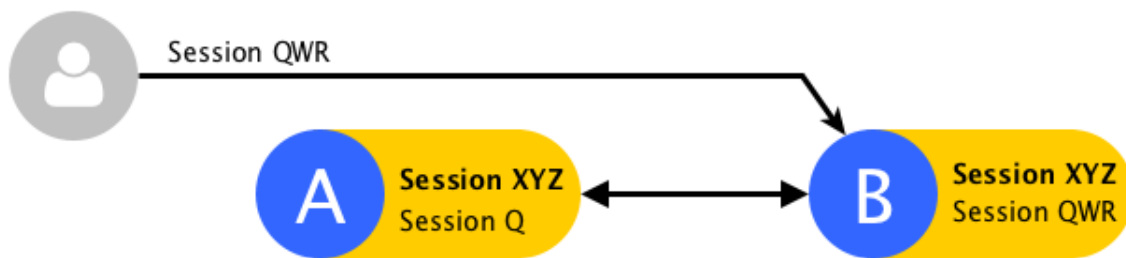 Session QWR
A
Session XYZ
Session Q
B
Session XYZ
Session QWR